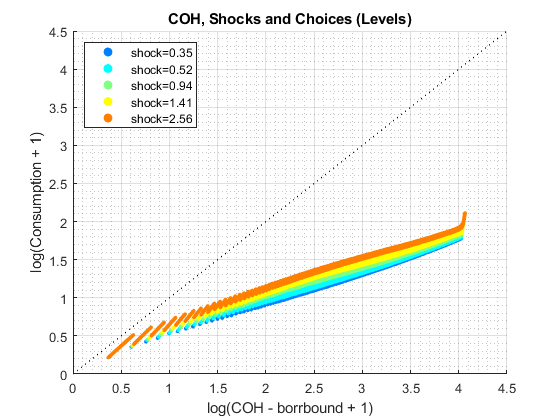 COH, Shocks and Choices (Levels)
4.5
4
3.5
3
2.5
2
1.5
1
0.5
0
log(Consumption + 1)
shock=0.35
shock=0.52
shock=0.94
shock=1.41
shock=2.56
0 0.5 1 1.5 2 2.5 3 3.5 4 4.5
log(COH - borrbound + 1)